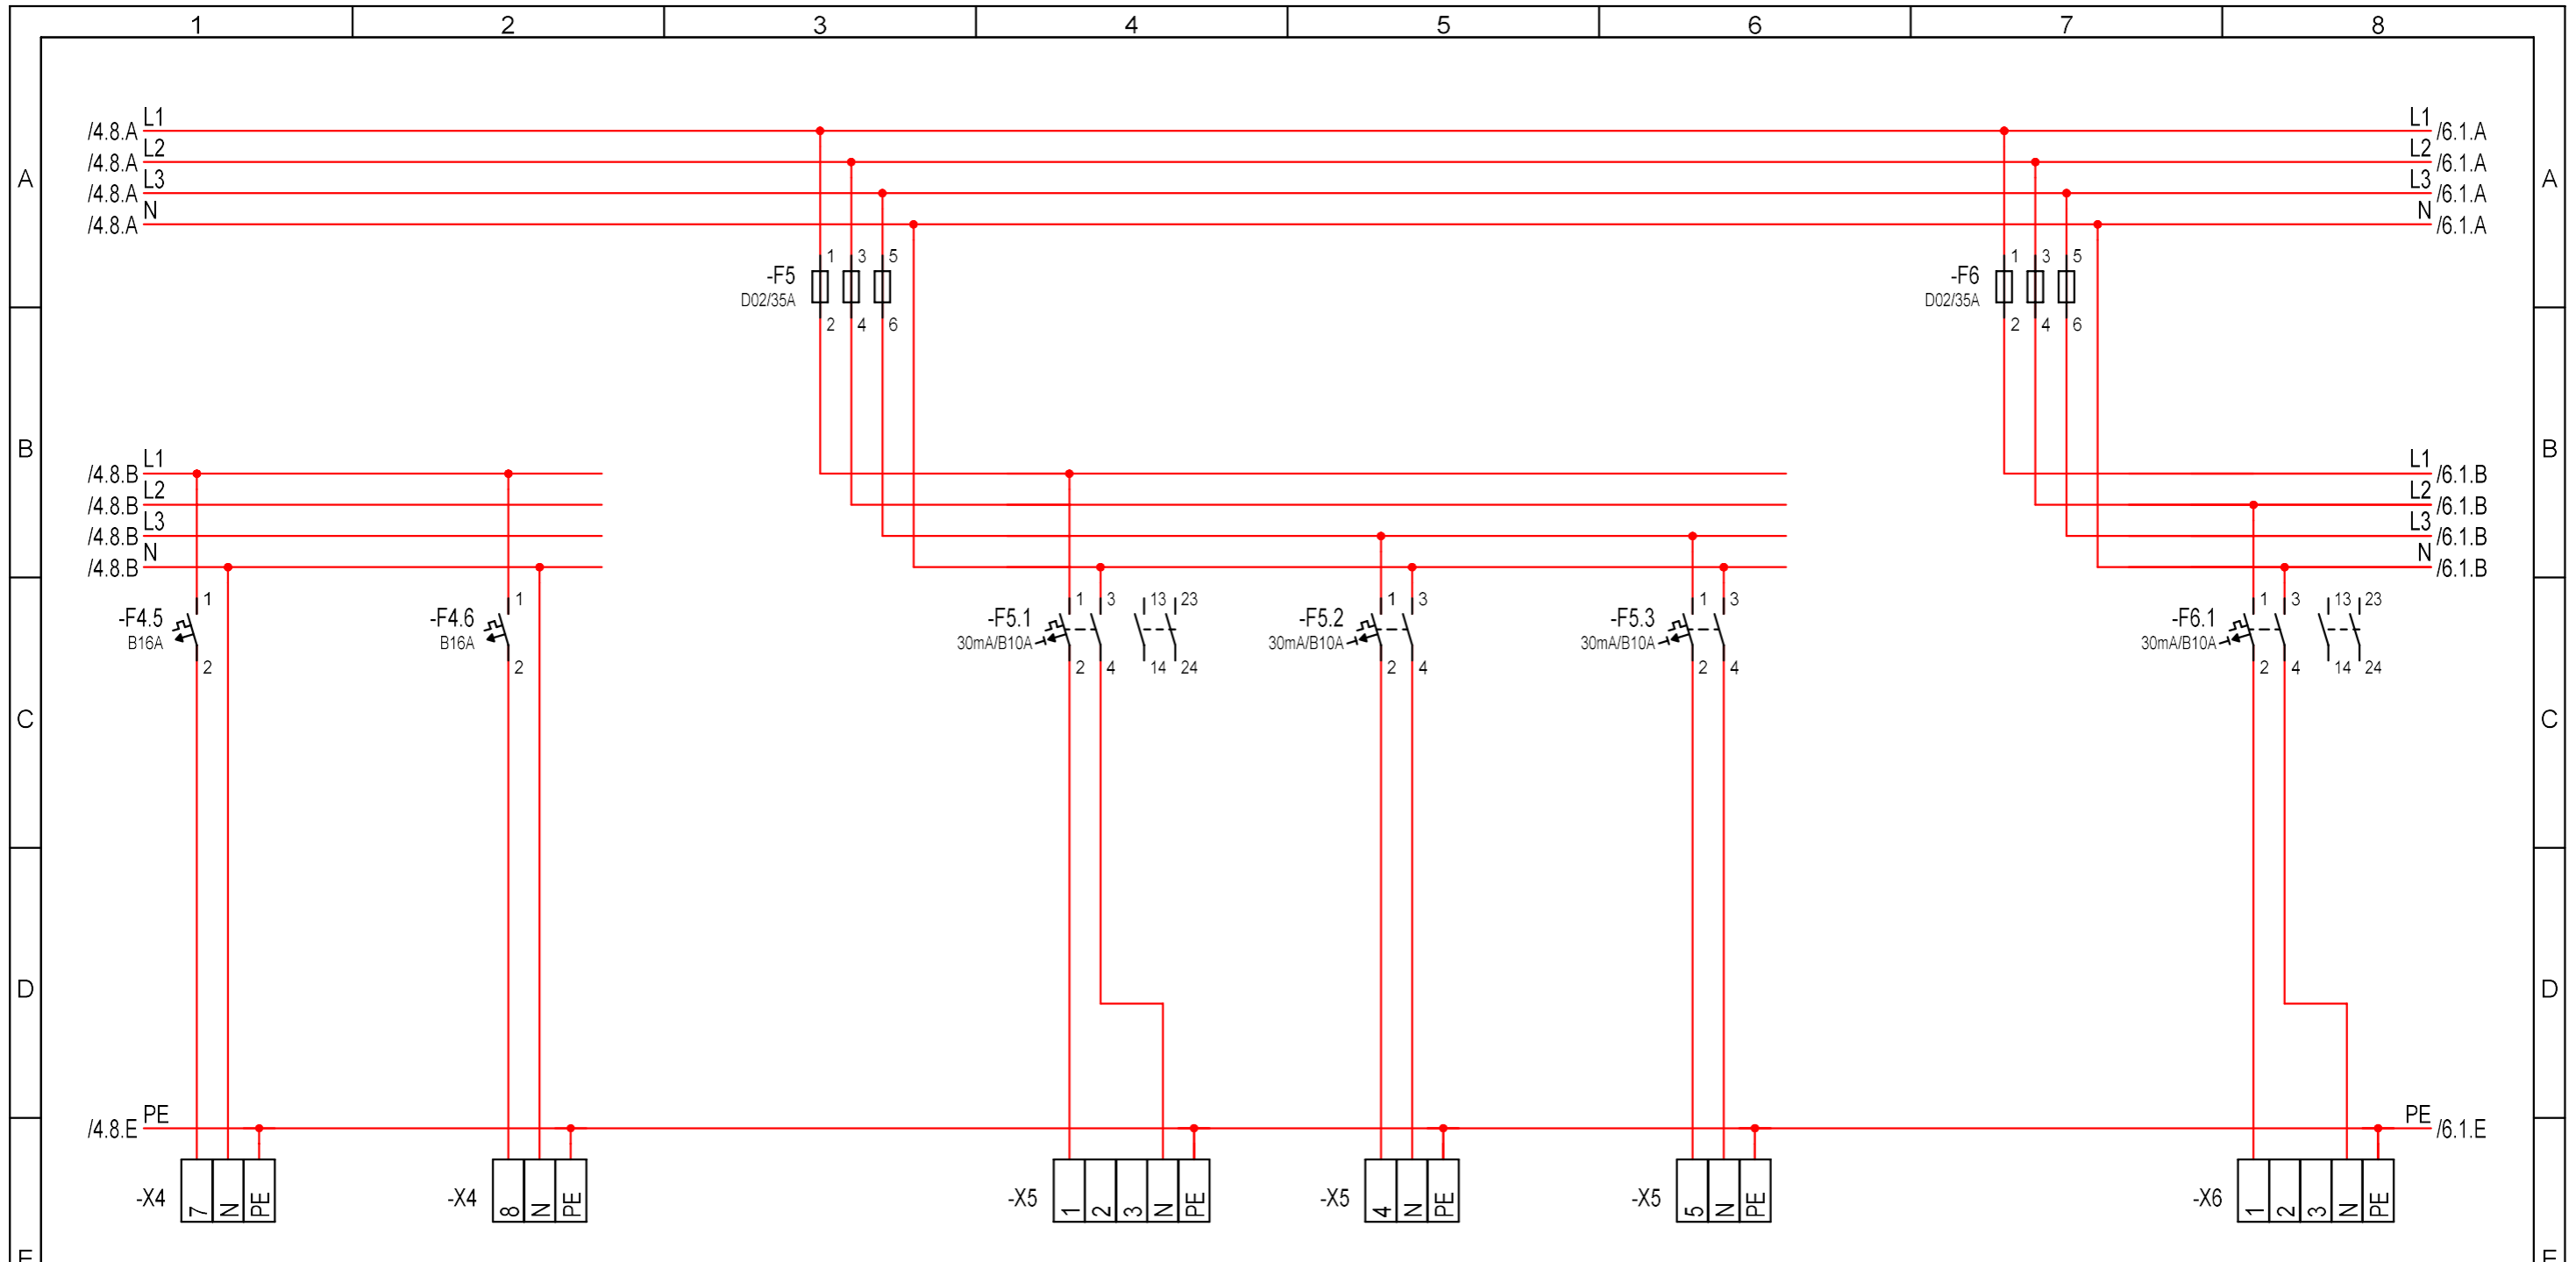 1 2 3 4 5 6 7 8
/4.8.A L1 L1 /6.1.A
/4.8.A L2 L2 /6.1.A
A /4.8.A L3 L3 /6.1.A A
/4.8.A N N /6.1.A
-F5 1 3 5 -F6 1 3 5
D02/35A D02/35A
2 4 6 2 4 6
B B
/4.8.B L1 L1 /6.1.B
/4.8.B L2 L2 /6.1.B
/4.8.B L3 L3 /6.1.B
/4.8.B N N /6.1.B
1 1 1 3 13 23 1 3 1 3 1 3 13 23
-F4.5 -F4.6 -F5.1 -F5.2 -F5.3 -F6.1
B16A B16A 30mA/B10A 30mA/B10A 30mA/B10A 30mA/B10A
2 2 2 4 14 24 2 4 2 4 2 4 14 24
C C
D D
/4.8.E PE PE /6.1.E
-X4 7 N PE -X4 8 N PE -X5 1 2 3 N PE -X5 4 N PE -X5 5 N PE -X6 1 2 3 N PE